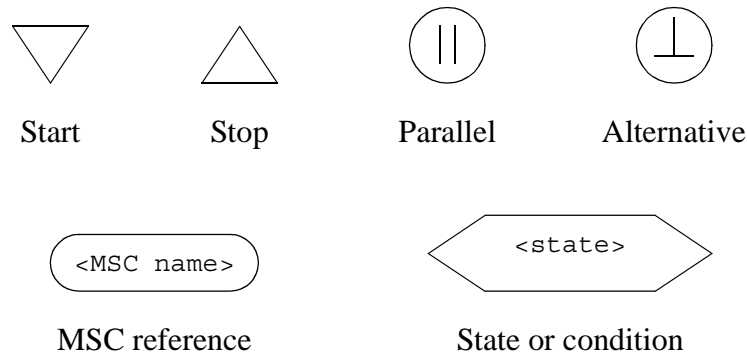 Start Stop Parallel Alternative
<MSC name> <state>
MSC reference State or condition